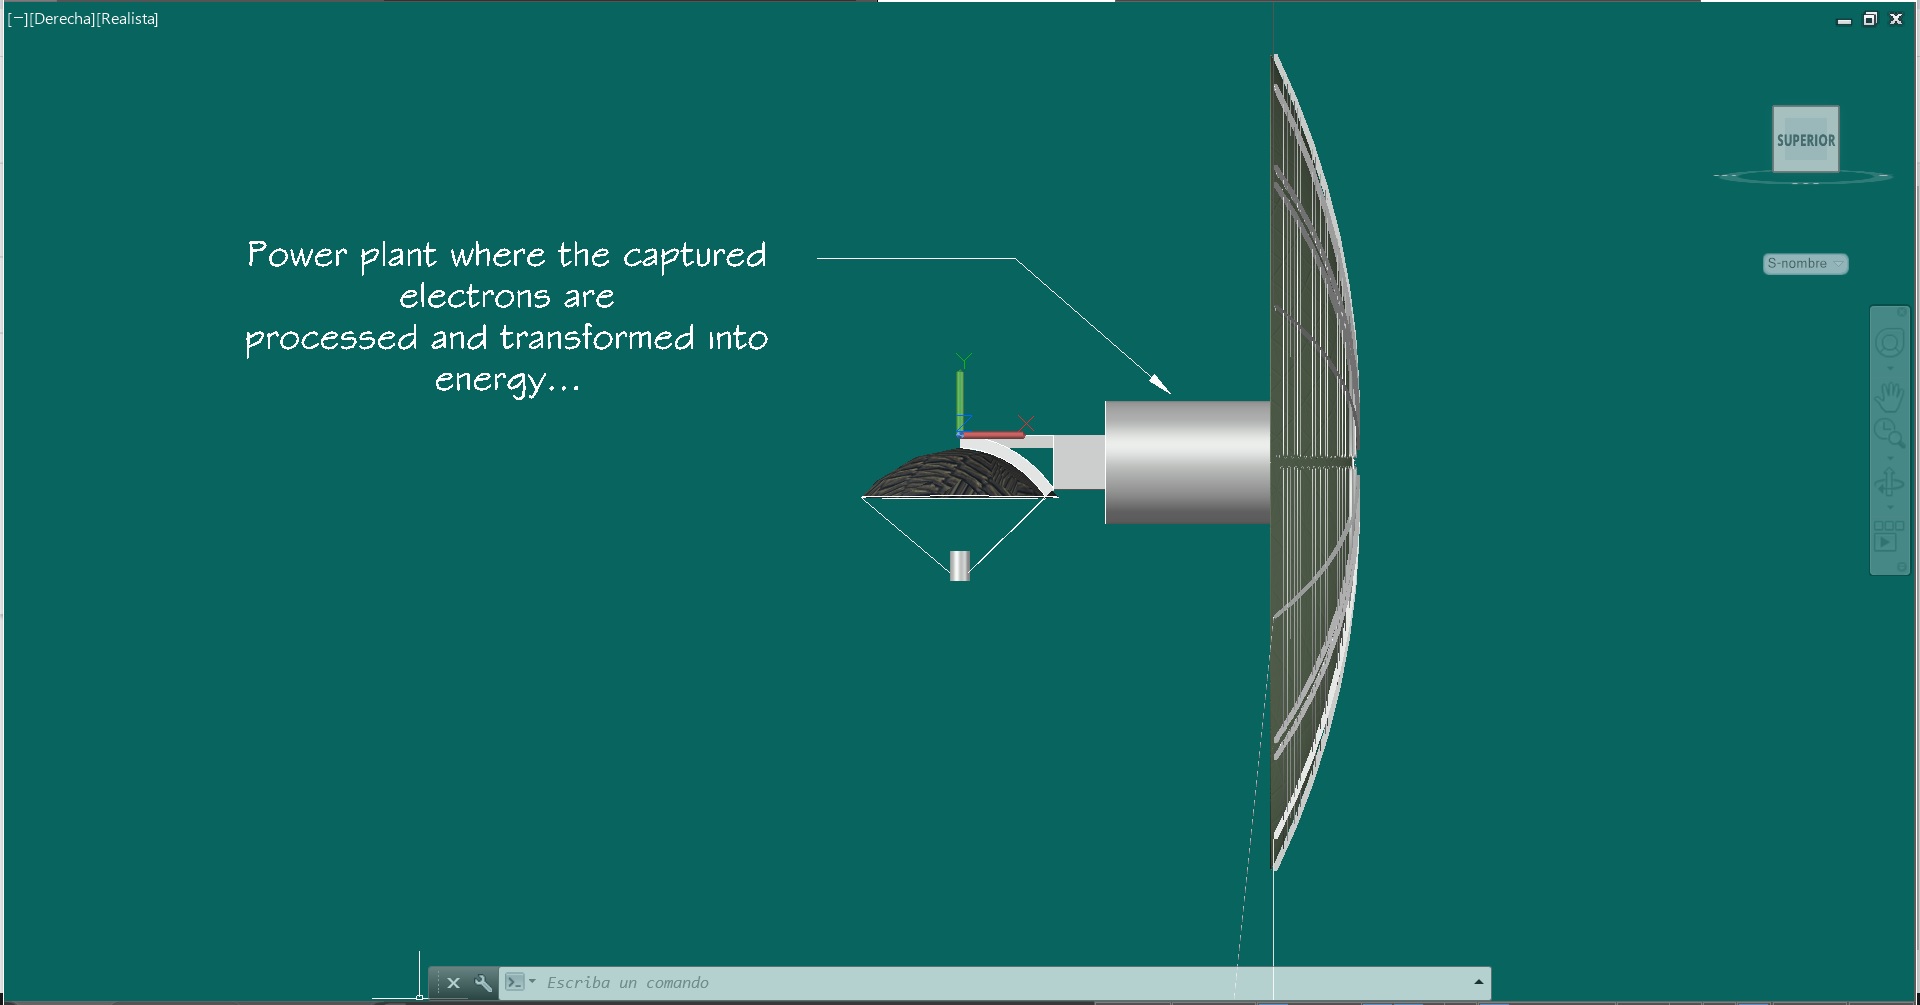 [−][Derecha][Realista]
SUPERIOR
Power plant where the captured
electrons are
processed and transformed into
energy...
S-nombre
Y
Z
X
Escriba un comando